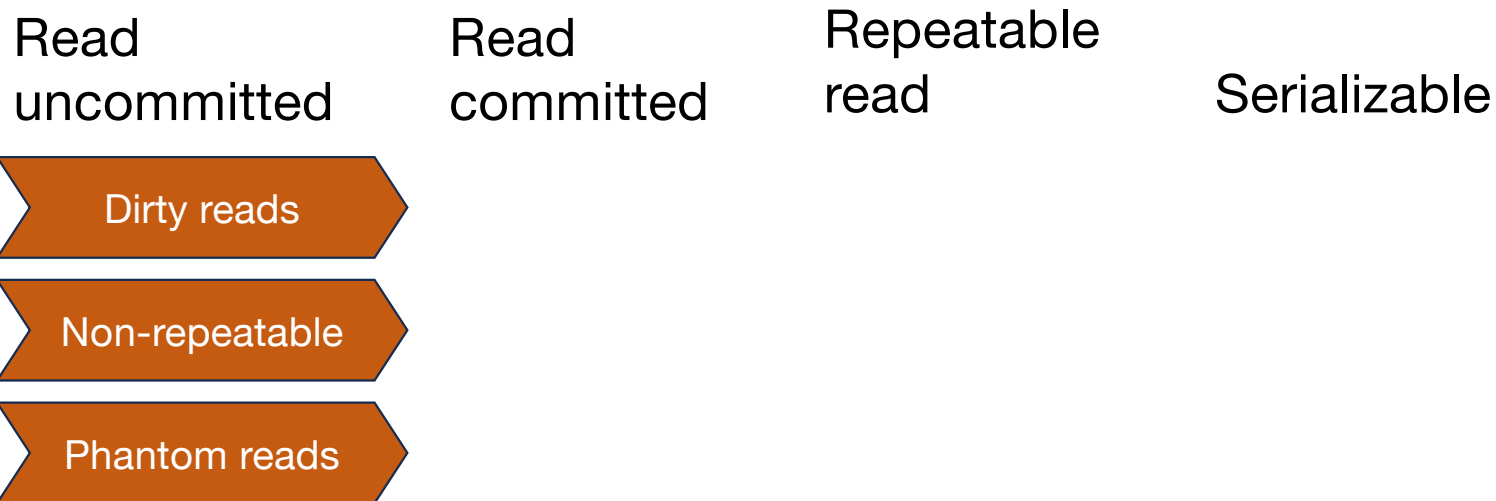 Read
uncommitted
Read
committed
Repeatable
read
Serializable
Dirty reads
Non-repeatable
Phantom reads